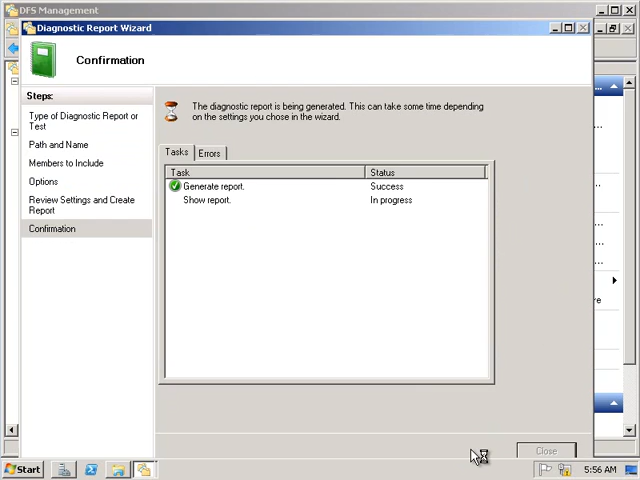 DFS Management
Diagnostic Report Wizard
Confirmation
Steps:
Type of Diagnostic Report or
Test
Path and Name
Members to Include
Options
Review Settings and Create
Report
Confirmation
The diagnostic report is being generated. This can take some time depending
on the settings you chose in the wizard.
Tasks Errors
Task Status
Generate report. Success
Show report. In progress
Close
Start
5:56 AM